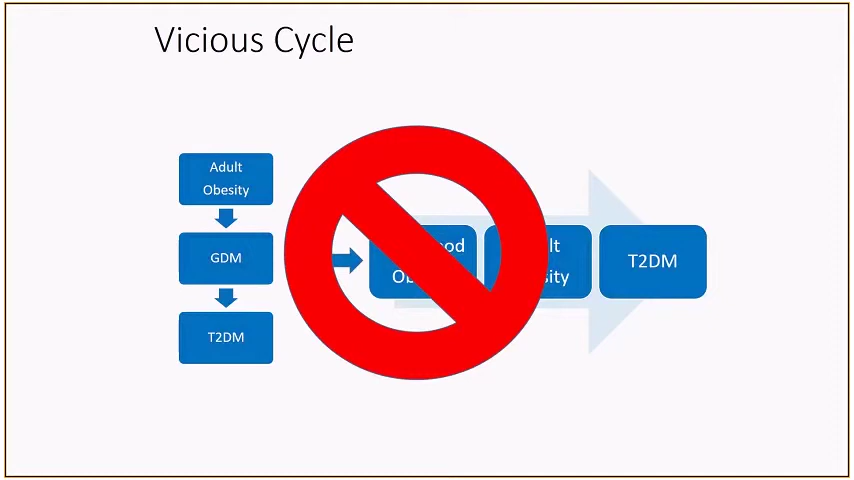 Vicious Cycle
Adult
Obesity
GDM
T2DM
T2DM